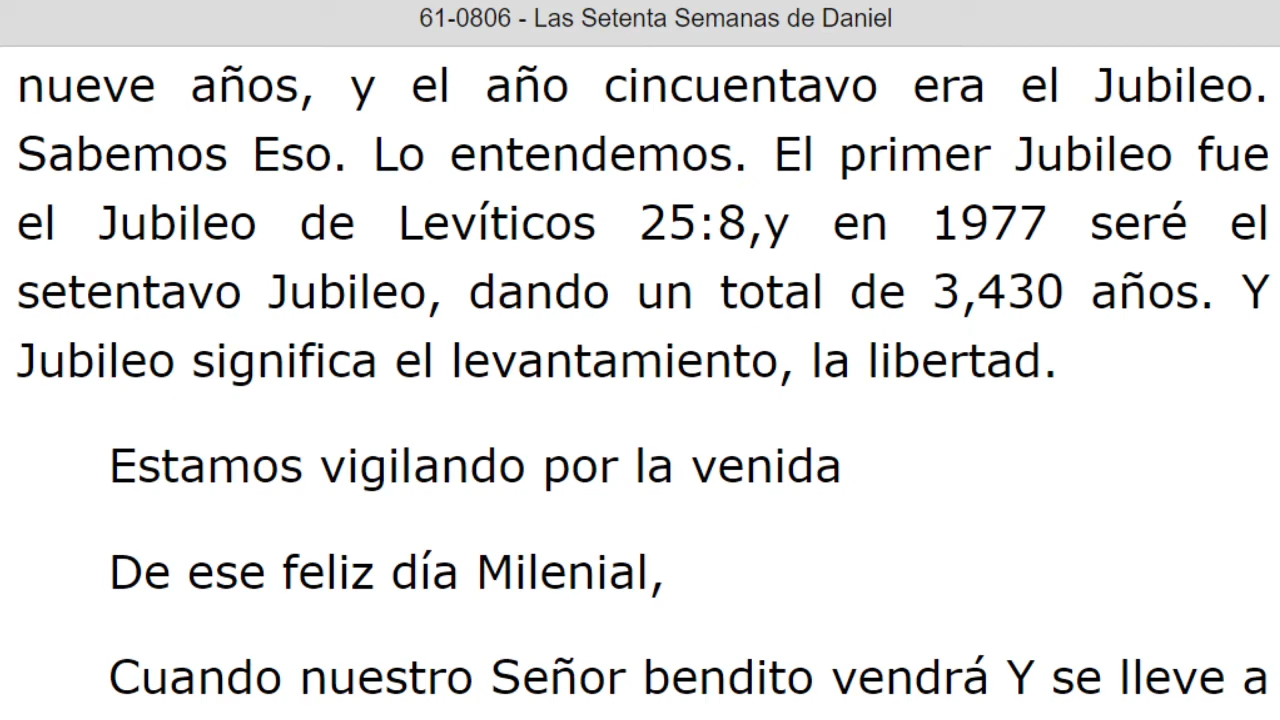 61-0806 - Las Setenta Semanas de Daniel
nueve años, y el año cincuentavo era el Jubileo.
Sabemos Eso. Lo entendemos. El primer Jubileo fue
el Jubileo de Levíticos 25:8,y en 1977 seré el
setentavo Jubileo, dando un total de 3,430 años. Y
Jubileo significa el levantamiento, la libertad.
Estamos vigilando por la venida
De ese feliz día Milenial,
Cuando nuestro Señor bendito vendrá Y se lleve a